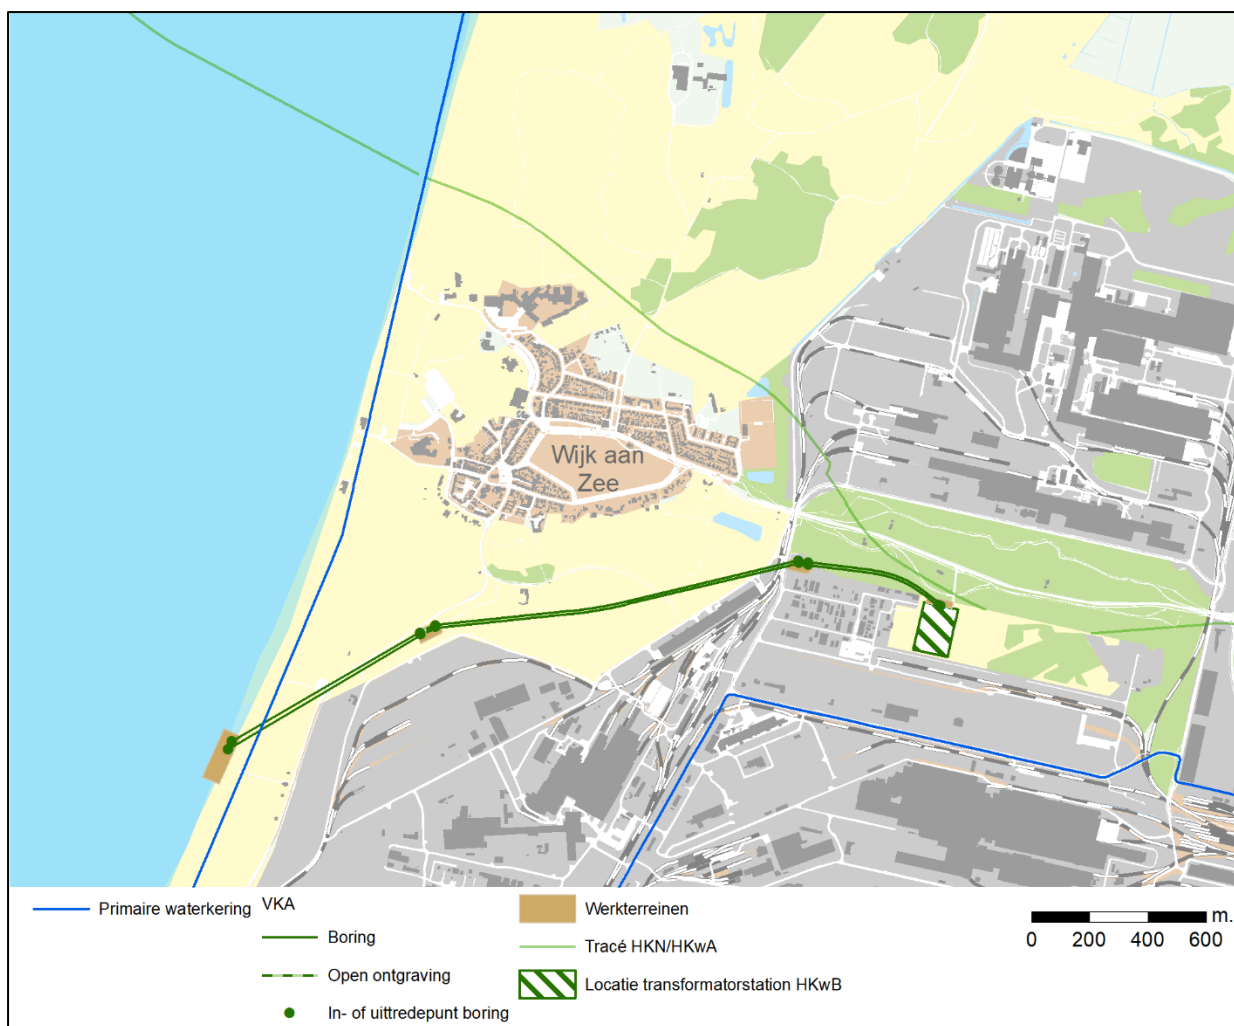 Wijk aan
Zee
Primaire waterkering
VKA
Boring
Open ontgraving
In- of uittredepunt boring
Werkterreinen
Tracé HKN/HKwA
Locatie transformatorstation HKwB
m.
0 200 400 600